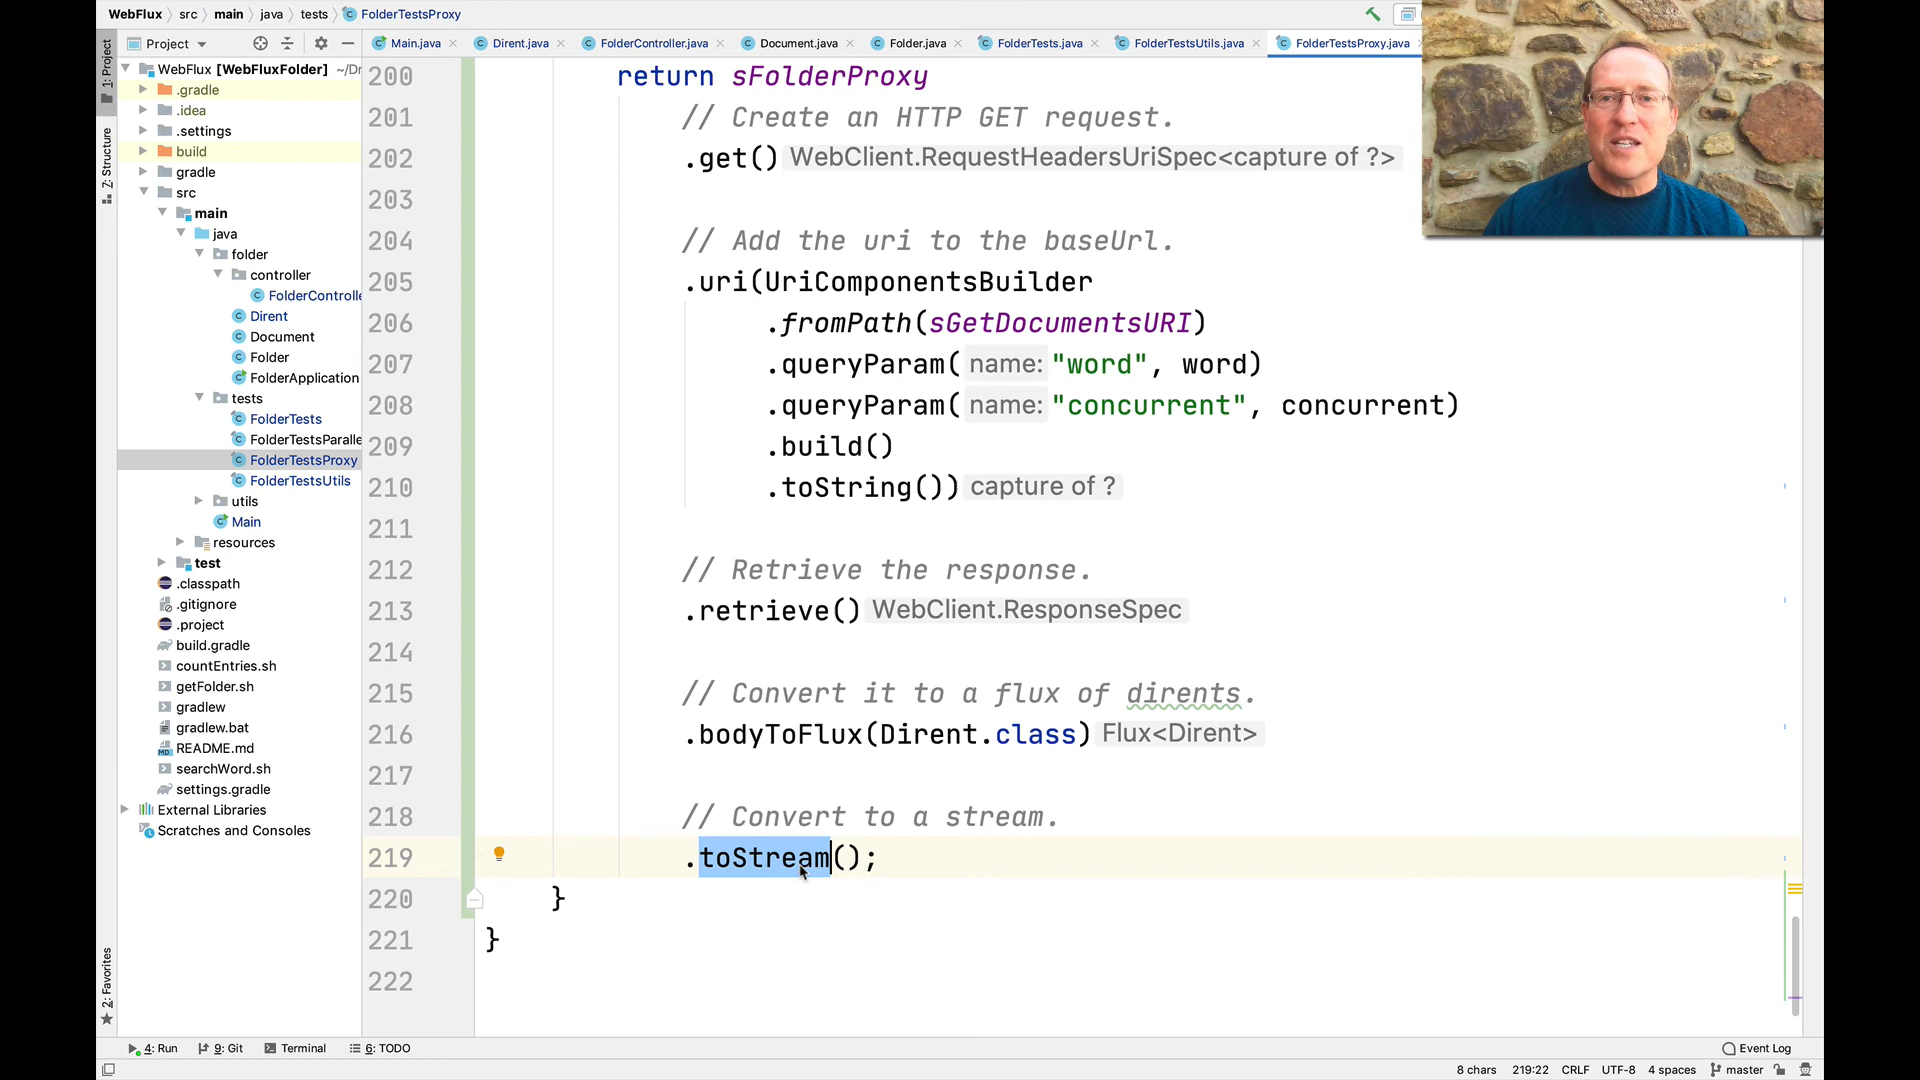 WebFlux src main java tests FolderTestsProxy
Project
Main.java Dirent.java FolderController.java Document.java Folder.java FolderTests.java FolderTestsUtils.java FolderTestsProxy.java
1: Project
Z: Structure
2: Favorites
WebFlux [WebFluxFolder]
.gradle
.idea
.settings
build
gradle
src
main
java
folder
controller
FolderControlle
Dirent
Document
Folder
FolderApplication
tests
FolderTests
FolderTestsParalle
FolderTestsProxy
FolderTestsUtils
utils
Main
resources
test
.classpath
.gitignore
.project
build.gradle
countEntries.sh
getFolder.sh
gradlew
gradlew.bat
README.md
searchWord.sh
settings.gradle
External Libraries
Scratches and Consoles
200 return sFolderProxy
201 // Create an HTTP GET request.
202 .get() WebClient.RequestHeadersUriSpec<capture of ?>
203
204 // Add the uri to the baseUrl.
205 .uri(UriComponentsBuilder
206 .fromPath(sGetDocumentsURI)
207 .queryParam( name: "word", word)
208 .queryParam( name: "concurrent", concurrent)
209 .build()
210 .toString()) capture of ?
211
212 // Retrieve the response.
213 .retrieve() WebClient.ResponseSpec
214
215 // Convert it to a flux of dirents.
216 .bodyToFlux(Dirent.class) Flux<Dirent>
217
218 // Convert to a stream.
219 .toStream();
220 }
221 }
222
4: Run 9: Git Terminal 6: TODO Event Log
8 chars 219:22 CRLF UTF-8 4 spaces master